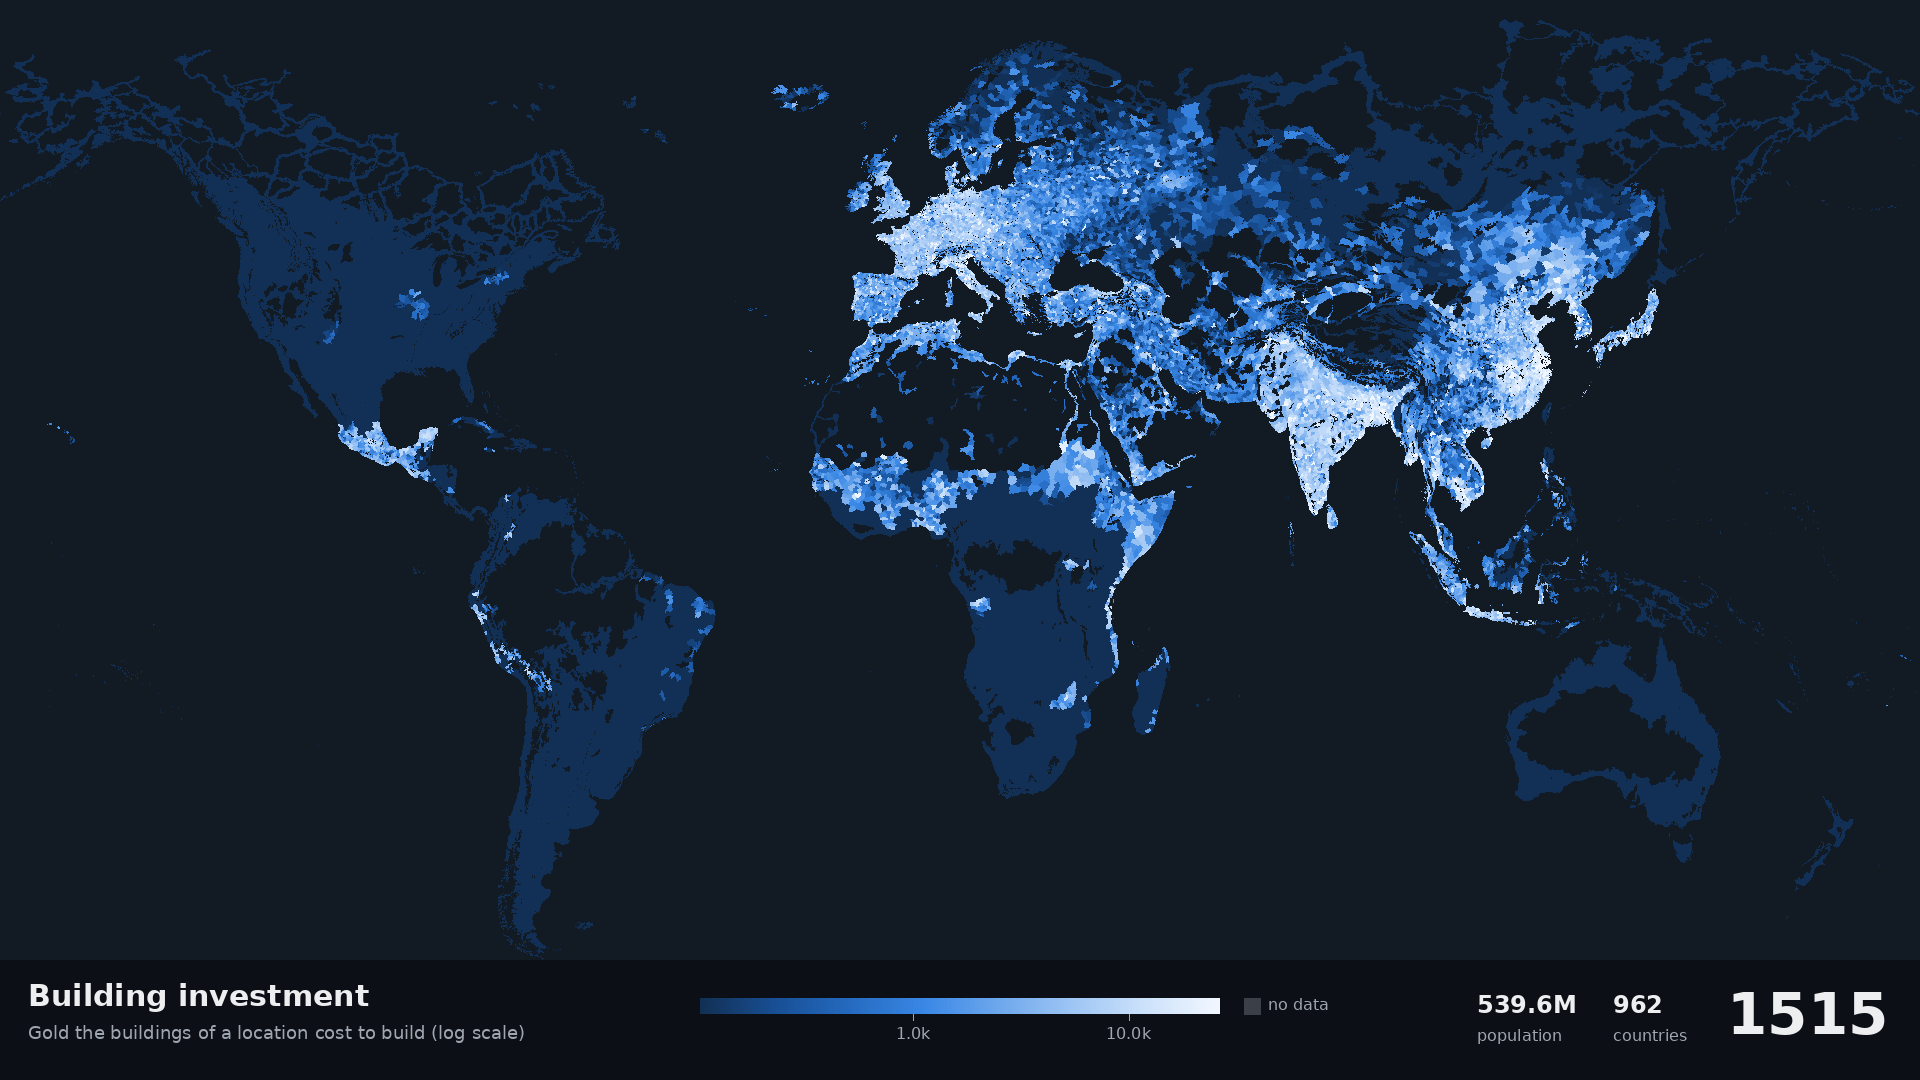 Building investment
Gold the buildings of a location cost to build (log scale)
1.0k
10.0k
no data
539.6M
population
962
countries
1515